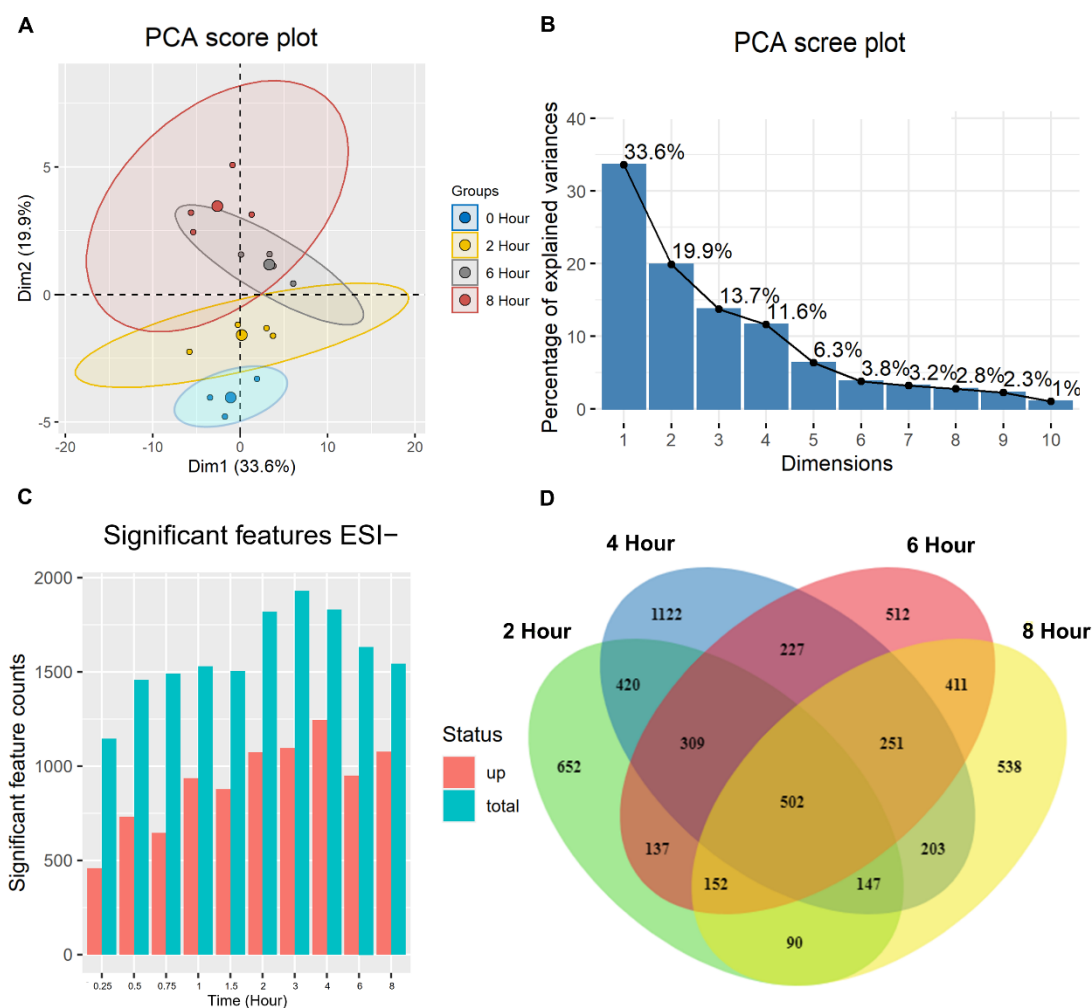 A
PCA score plot
5
0
-5
-20
-10
0
10
20
Dim2 (19.9%)
Dim1 (33.6%)
Groups
0 Hour
2 Hour
6 Hour
8 Hour
B
PCA scree plot
40
30
20
10
0
Percentage of explained variances
33.6%
19.9%
13.7%
11.6%
6.3%
3.8%
3.2%
2.8%
2.3%
1%
1 2 3 4 5 6 7 8 9 10
Dimensions
C
Significant features ESI−
2000
1500
1000
500
0
Significant feature counts
0.25 0.5 0.75 1 1.5 2 3 4 6 8
Time (Hour)
Status
up
total
D
4 Hour
6 Hour
2 Hour
8 Hour
1122
512
227
420
411
309
251
652
538
502
137
203
152
147
90